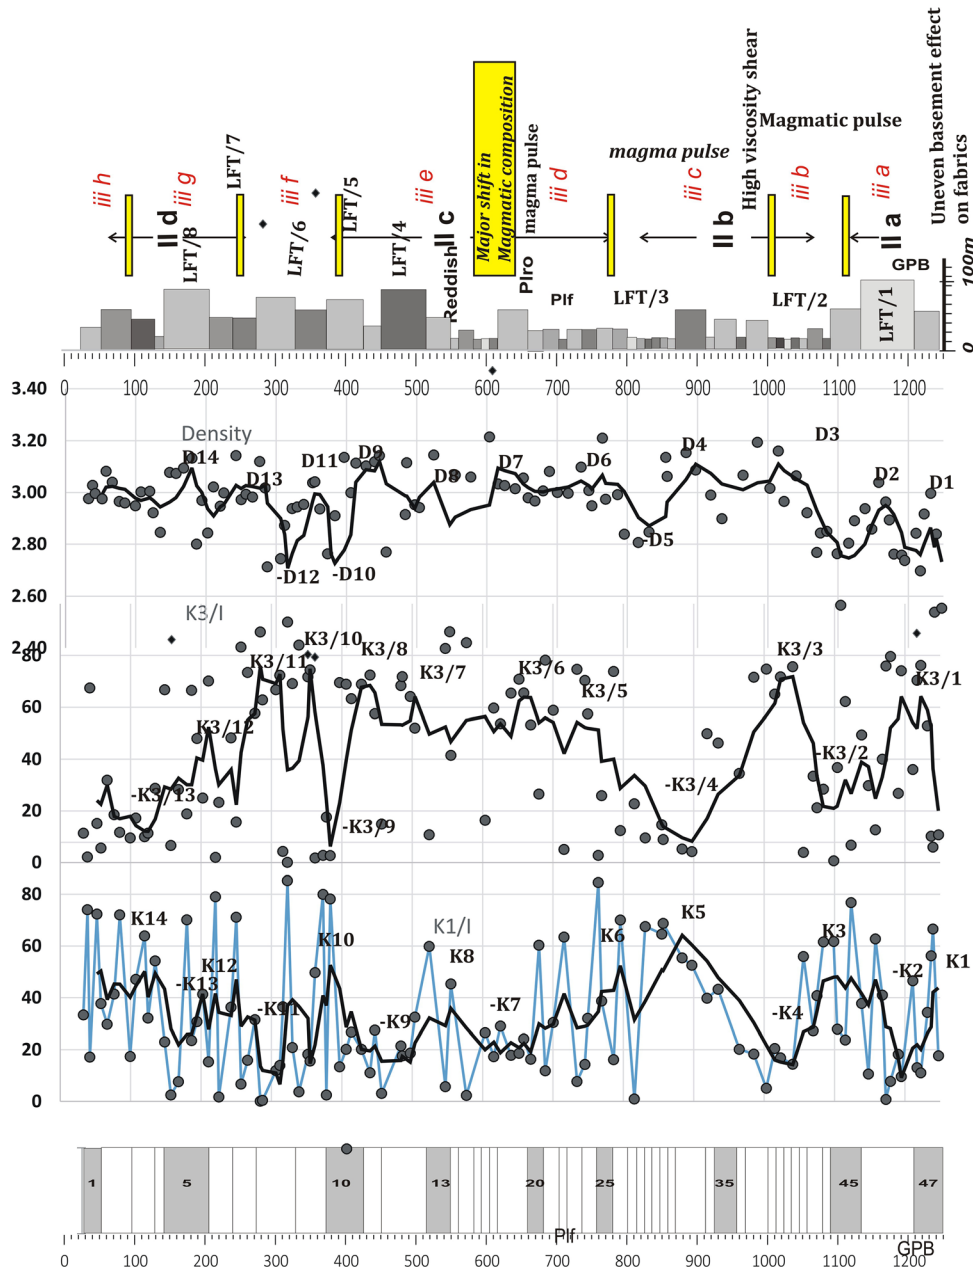 Uneven basement effect
on fabrics
High viscosity shear
Magmatic pulse
magma pulse
Major shift in
Magmatic composition
magma pulse
iii h
iii g
iii f
iii e
iii d
iii c
iii b
iii a
II d
II c
II b
II a
LFT/8
LFT/7
LFT/6
LFT/5
LFT/4
Reddish
Plro
Plf
LFT/3
LFT/2
LFT/1
GPB
100m
0
0 100 200 300 400 500 600 700 800 900 1000 1100 1200
3.40
3.20
3.00
2.80
2.60
2.40
Density
D14
D13
D11
D9
D8
D7
D6
D4
D3
D2
D1
-D12
-D10
-D5
K3/I
80
60
40
20
0
-K3/13
K3/12
K3/11
K3/10
-K3/9
K3/8
K3/7
K3/6
K3/5
-K3/4
K3/3
-K3/2
K3/1
K1/I
80
60
40
20
0
K14
-K13
K12
-K11
K10
-K9
K8
-K7
K6
K5
-K4
K3
-K2
K1
1 5 10 13 20 25 35 45 47
Plf
GPB
0 100 200 300 400 500 600 700 800 900 1000 1100 1200